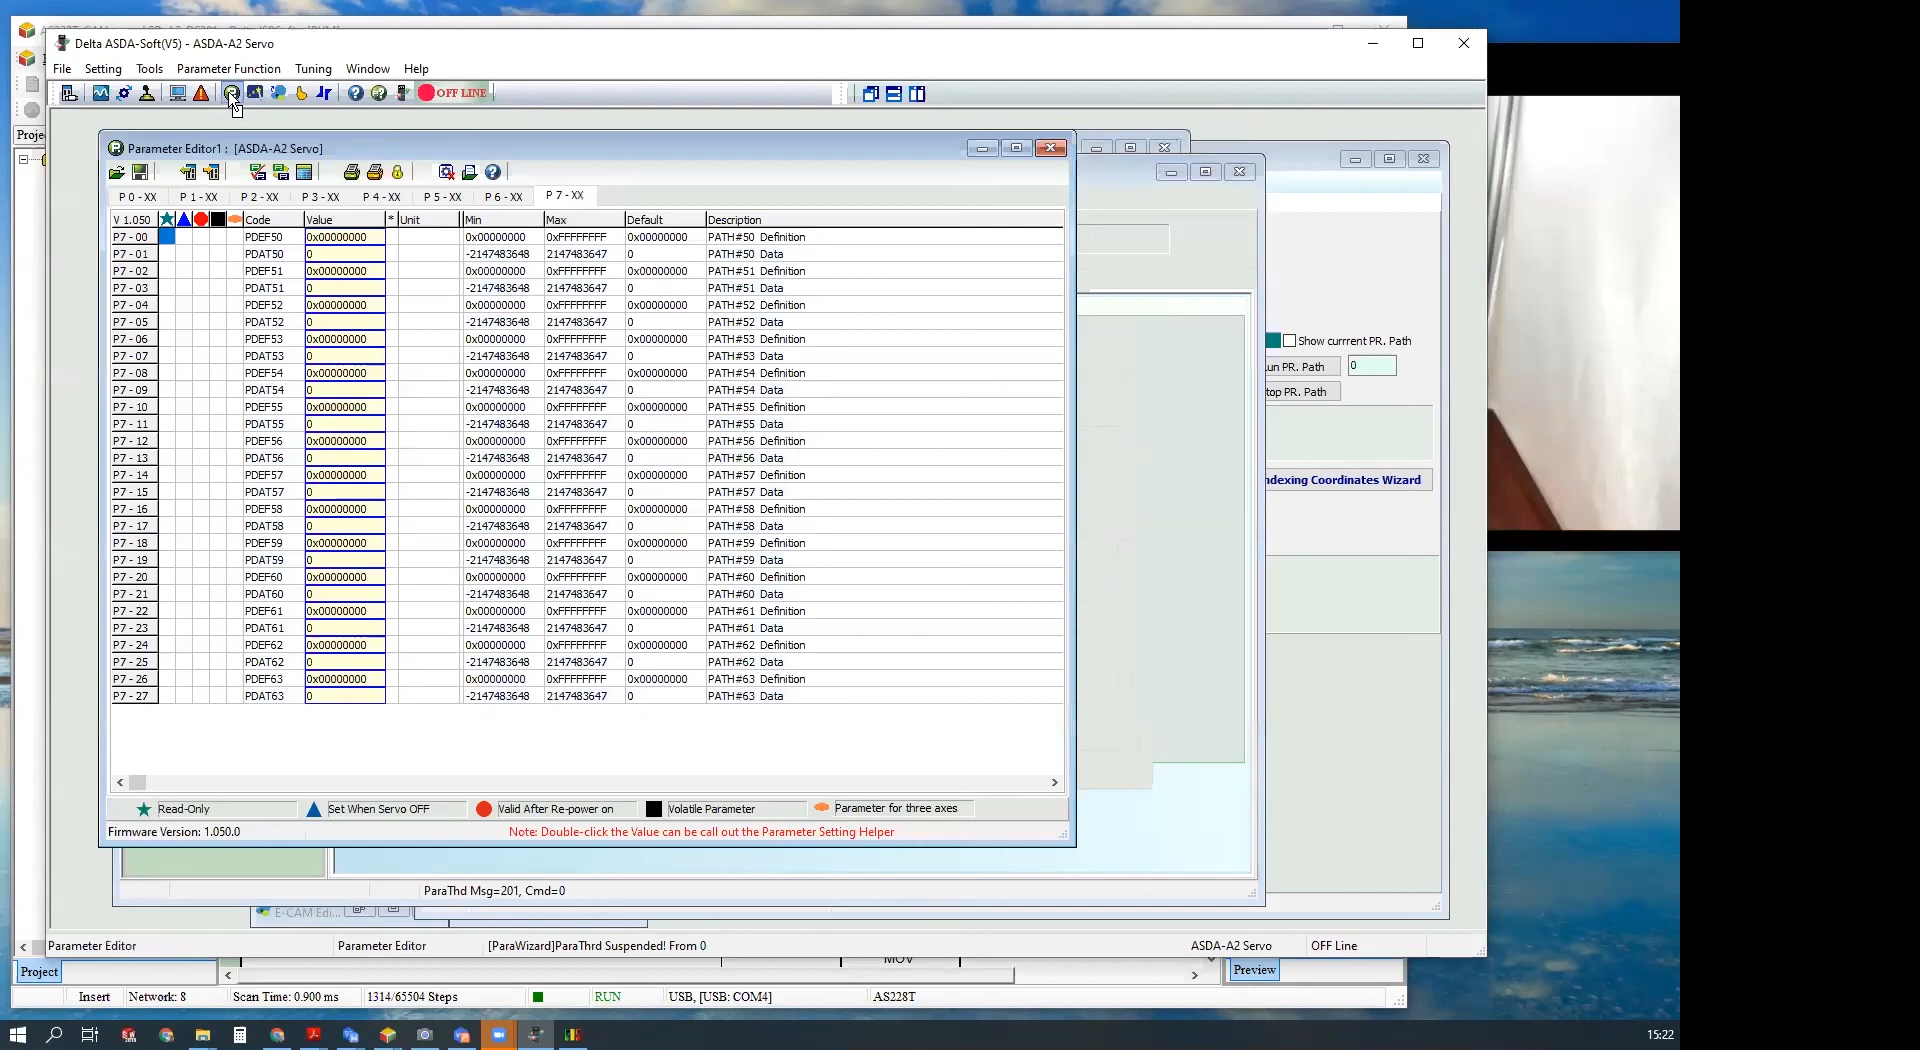 Delta ASDA-Soft(V5) - ASDA-A2 Servo
File Setting Tools Parameter Function Tuning Window Help
OFF LINE
Project
Parameter Editor1 : [ASDA-A2 Servo]
P 0 - XX P 1 - XX P 2 - XX P 3 - XX P 4 - XX P 5 - XX P 6 - XX P 7 - XX
V 1.050 Code Value * Unit Min Max Default Description
P7 - 00 PDEF50 0x00000000 0x00000000 0xFFFFFFFF 0x00000000 PATH#50 Definition
P7 - 01 PDAT50 0 -2147483648 2147483647 0 PATH#50 Data
P7 - 02 PDEF51 0x00000000 0x00000000 0xFFFFFFFF 0x00000000 PATH#51 Definition
P7 - 03 PDAT51 0 -2147483648 2147483647 0 PATH#51 Data
P7 - 04 PDEF52 0x00000000 0x00000000 0xFFFFFFFF 0x00000000 PATH#52 Definition
P7 - 05 PDAT52 0 -2147483648 2147483647 0 PATH#52 Data
P7 - 06 PDEF53 0x00000000 0x00000000 0xFFFFFFFF 0x00000000 PATH#53 Definition
P7 - 07 PDAT53 0 -2147483648 2147483647 0 PATH#53 Data
P7 - 08 PDEF54 0x00000000 0x00000000 0xFFFFFFFF 0x00000000 PATH#54 Definition
P7 - 09 PDAT54 0 -2147483648 2147483647 0 PATH#54 Data
P7 - 10 PDEF55 0x00000000 0x00000000 0xFFFFFFFF 0x00000000 PATH#55 Definition
P7 - 11 PDAT55 0 -2147483648 2147483647 0 PATH#55 Data
P7 - 12 PDEF56 0x00000000 0x00000000 0xFFFFFFFF 0x00000000 PATH#56 Definition
P7 - 13 PDAT56 0 -2147483648 2147483647 0 PATH#56 Data
P7 - 14 PDEF57 0x00000000 0x00000000 0xFFFFFFFF 0x00000000 PATH#57 Definition
P7 - 15 PDAT57 0 -2147483648 2147483647 0 PATH#57 Data
P7 - 16 PDEF58 0x00000000 0x00000000 0xFFFFFFFF 0x00000000 PATH#58 Definition
P7 - 17 PDAT58 0 -2147483648 2147483647 0 PATH#58 Data
P7 - 18 PDEF59 0x00000000 0x00000000 0xFFFFFFFF 0x00000000 PATH#59 Definition
P7 - 19 PDAT59 0 -2147483648 2147483647 0 PATH#59 Data
P7 - 20 PDEF60 0x00000000 0x00000000 0xFFFFFFFF 0x00000000 PATH#60 Definition
P7 - 21 PDAT60 0 -2147483648 2147483647 0 PATH#60 Data
P7 - 22 PDEF61 0x00000000 0x00000000 0xFFFFFFFF 0x00000000 PATH#61 Definition
P7 - 23 PDAT61 0 -2147483648 2147483647 0 PATH#61 Data
P7 - 24 PDEF62 0x00000000 0x00000000 0xFFFFFFFF 0x00000000 PATH#62 Definition
P7 - 25 PDAT62 0 -2147483648 2147483647 0 PATH#62 Data
P7 - 26 PDEF63 0x00000000 0x00000000 0xFFFFFFFF 0x00000000 PATH#63 Definition
P7 - 27 PDAT63 0 -2147483648 2147483647 0 PATH#63 Data
Read-Only Set When Servo OFF Valid After Re-power on Volatile Parameter Parameter for three axes
Firmware Version: 1.050.0 Note: Double-click the Value can be call out the Parameter Setting Helper
Show currrent PR. Path
un PR. Path 0
top PR. Path
ndexing Coordinates Wizard
ParaThd Msg=201, Cmd=0
E-CAM Edi...
Parameter Editor Parameter Editor [ParaWizard]ParaThrd Suspended! From 0 ASDA-A2 Servo OFF Line
MOV
Project Preview
Insert Network: 8 Scan Time: 0.900 ms 1314/65504 Steps RUN USB, [USB: COM4] AS228T
15:22